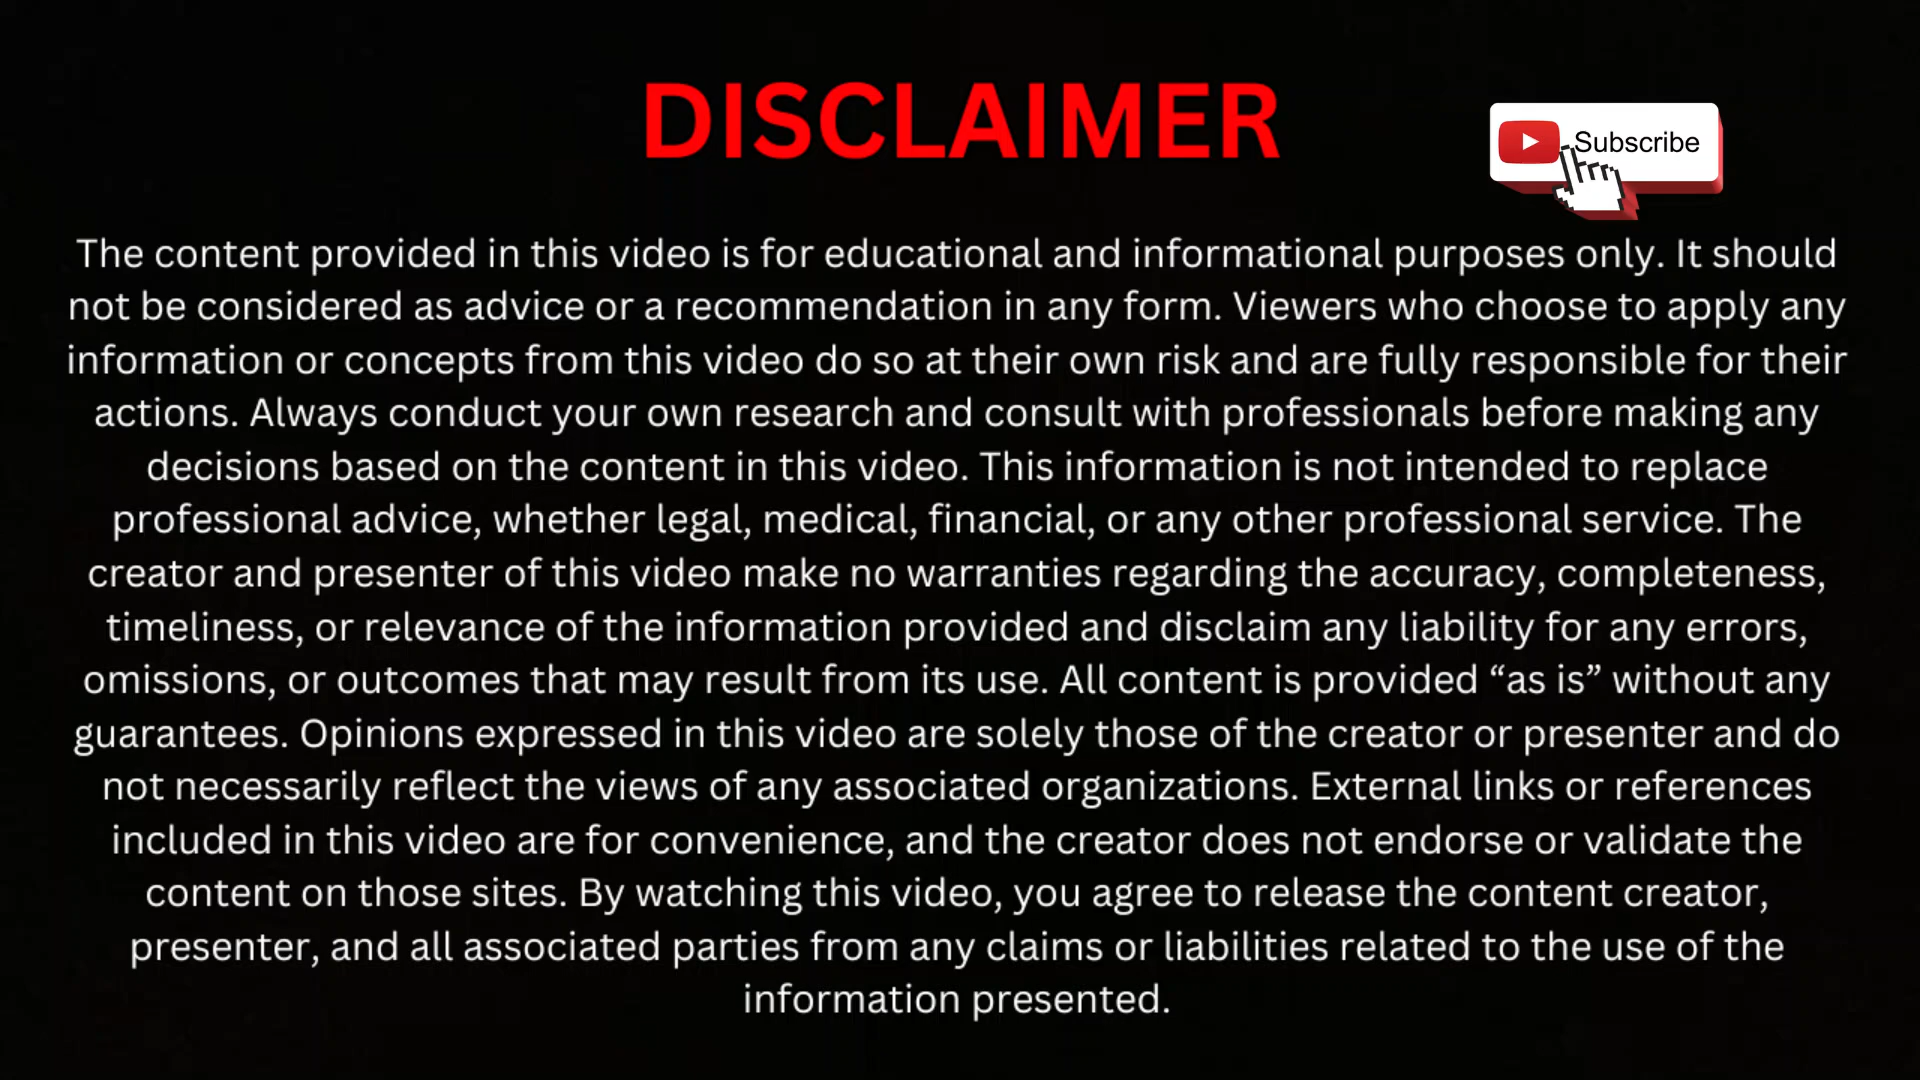 DISCLAIMER
Subscribe
The content provided in this video is for educational and informational purposes only. It should
not be considered as advice or a recommendation in any form. Viewers who choose to apply any
information or concepts from this video do so at their own risk and are fully responsible for their
actions. Always conduct your own research and consult with professionals before making any
decisions based on the content in this video. This information is not intended to replace
professional advice, whether legal, medical, financial, or any other professional service. The
creator and presenter of this video make no warranties regarding the accuracy, completeness,
timeliness, or relevance of the information provided and disclaim any liability for any errors,
omissions, or outcomes that may result from its use. All content is provided “as is” without any
guarantees. Opinions expressed in this video are solely those of the creator or presenter and do
not necessarily reflect the views of any associated organizations. External links or references
included in this video are for convenience, and the creator does not endorse or validate the
content on those sites. By watching this video, you agree to release the content creator,
presenter, and all associated parties from any claims or liabilities related to the use of the
information presented.